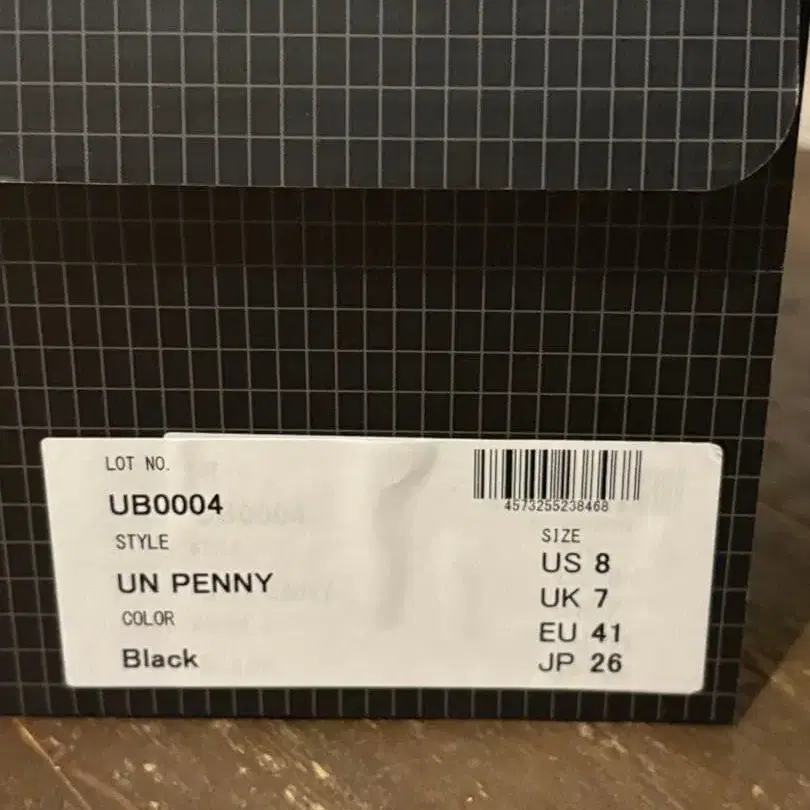 LOT NO.
UB0004
STYLE
UN PENNY
COLOR
Black
4573255238468
SIZE
US 8
UK 7
EU 41
JP 26